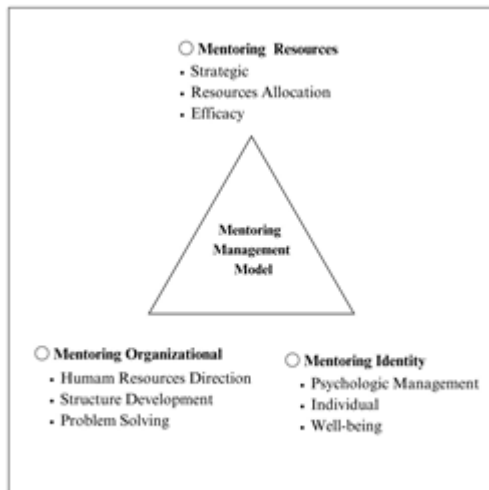 Mentoring Resources
• Strategic
• Resources Allocation
• Efficacy
Mentoring
Management
Model
Mentoring Organizational
• Humam Resources Direction
• Structure Development
• Problem Solving
Mentoring Identity
• Psychologic Management
• Individual
• Well-being